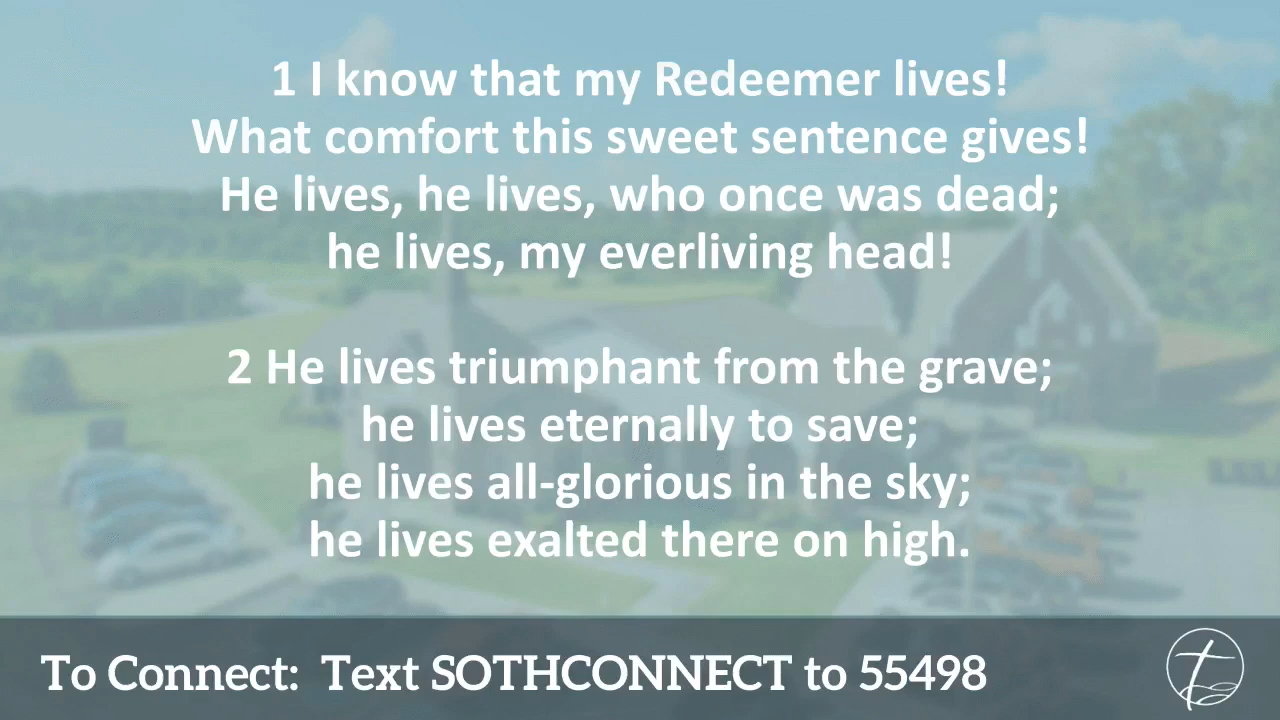 1 I know that my Redeemer lives!
What comfort this sweet sentence gives!
He lives, he lives, who once was dead;
he lives, my everliving head!
2 He lives triumphant from the grave;
he lives eternally to save;
he lives all-glorious in the sky;
he lives exalted there on high.
To Connect:  Text SOTHCONNECT to 55498